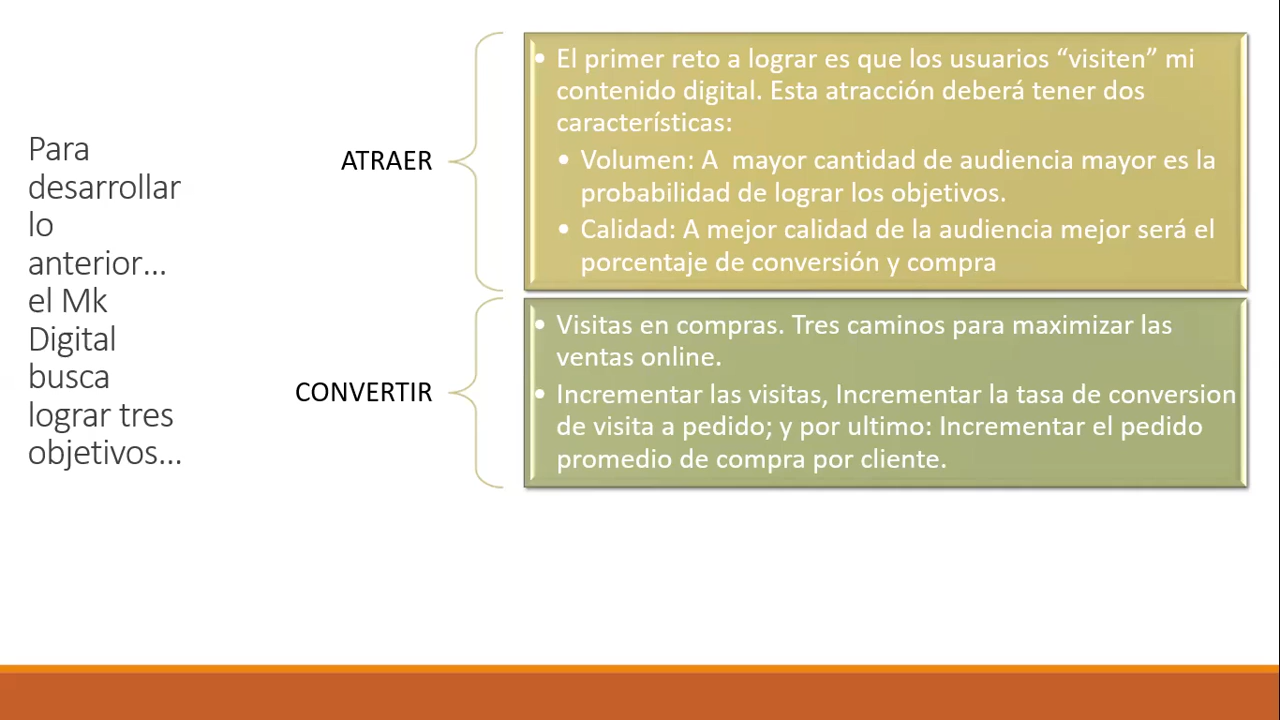 Para
desarrollar
lo
anterior...
el Mk
Digital
busca
lograr tres
objetivos...
ATRAER
• El primer reto a lograr es que los usuarios “visiten” mi
contenido digital. Esta atracción deberá tener dos
características:
• Volumen: A mayor cantidad de audiencia mayor es la
probabilidad de lograr los objetivos.
• Calidad: A mejor calidad de la audiencia mejor será el
porcentaje de conversión y compra
CONVERTIR
• Visitas en compras. Tres caminos para maximizar las
ventas online.
• Incrementar las visitas, Incrementar la tasa de conversion
de visita a pedido; y por ultimo: Incrementar el pedido
promedio de compra por cliente.